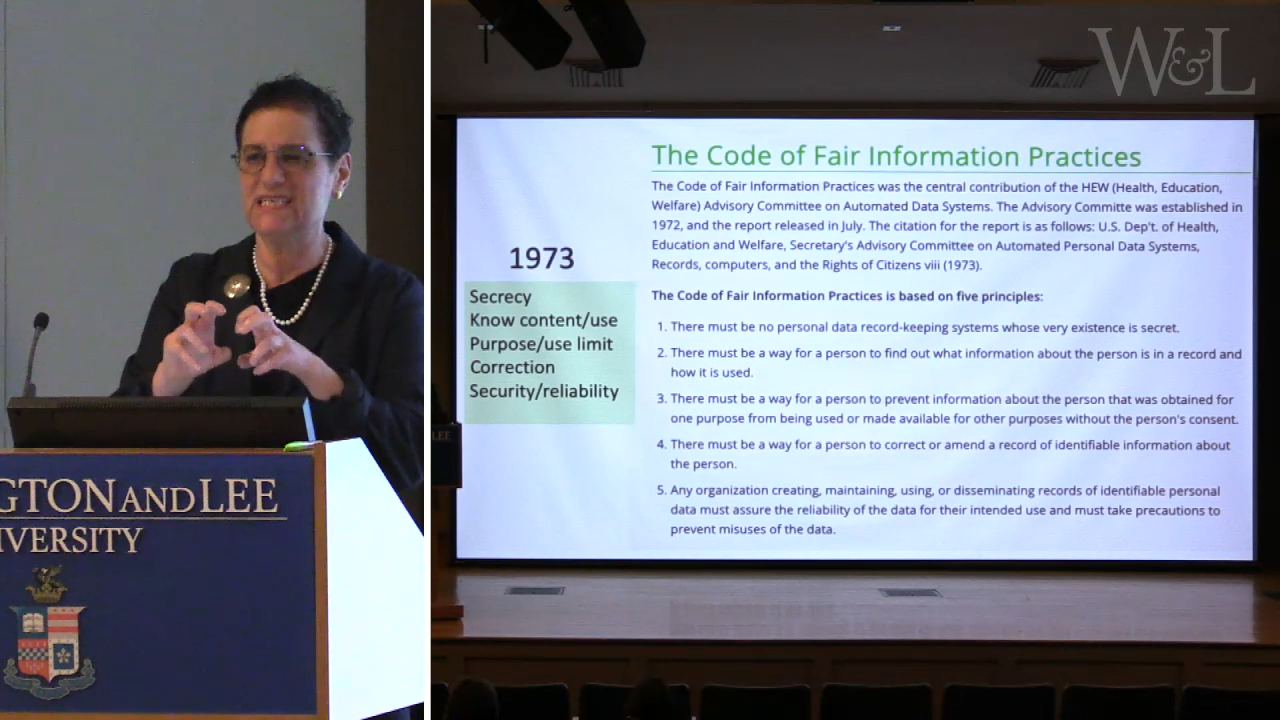 GTON AND LEE
IVERSITY
W&L
1973
Secrecy
Know content/use
Purpose/use limit
Correction
Security/reliability
The Code of Fair Information Practices
The Code of Fair Information Practices was the central contribution of the HEW (Health, Education,
Welfare) Advisory Committee on Automated Data Systems. The Advisory Committe was established in
1972, and the report released in July. The citation for the report is as follows: U.S. Dep't. of Health,
Education and Welfare, Secretary's Advisory Committee on Automated Personal Data Systems,
Records, computers, and the Rights of Citizens viii (1973).
The Code of Fair Information Practices is based on five principles:
1. There must be no personal data record-keeping systems whose very existence is secret.
2. There must be a way for a person to find out what information about the person is in a record and
how it is used.
3. There must be a way for a person to prevent information about the person that was obtained for
one purpose from being used or made available for other purposes without the person's consent.
4. There must be a way for a person to correct or amend a record of identifiable information about
the person.
5. Any organization creating, maintaining, using, or disseminating records of identifiable personal
data must assure the reliability of the data for their intended use and must take precautions to
prevent misuses of the data.
LEE